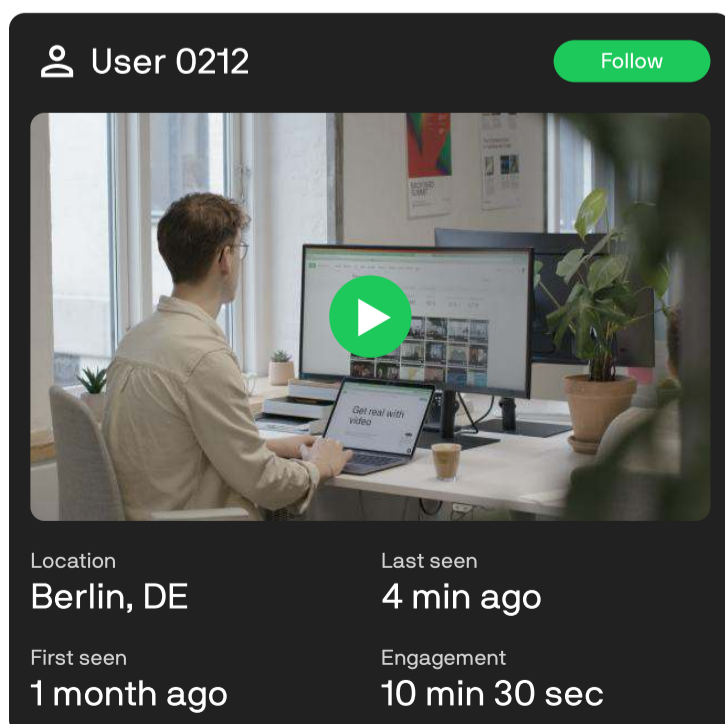 User 0212
Follow
Get real with
video
Location
Last seen
Berlin, DE
4 min ago
First seen
Engagement
1 month ago
10 min 30 sec